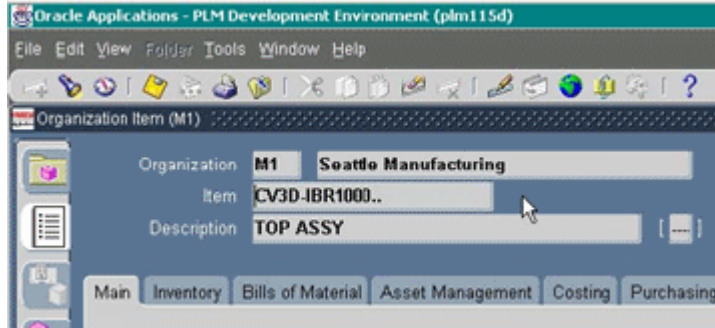 Oracle Applications - PLM Development Environment (plm115d)
File Edit View Folder Tools Window Help
?
Organization Item (M1)
Organization M1 Seattle Manufacturing
Item CV3D-IBR1000..
Description TOP ASSY [ ... ]
Main Inventory Bills of Material Asset Management Costing Purchasing